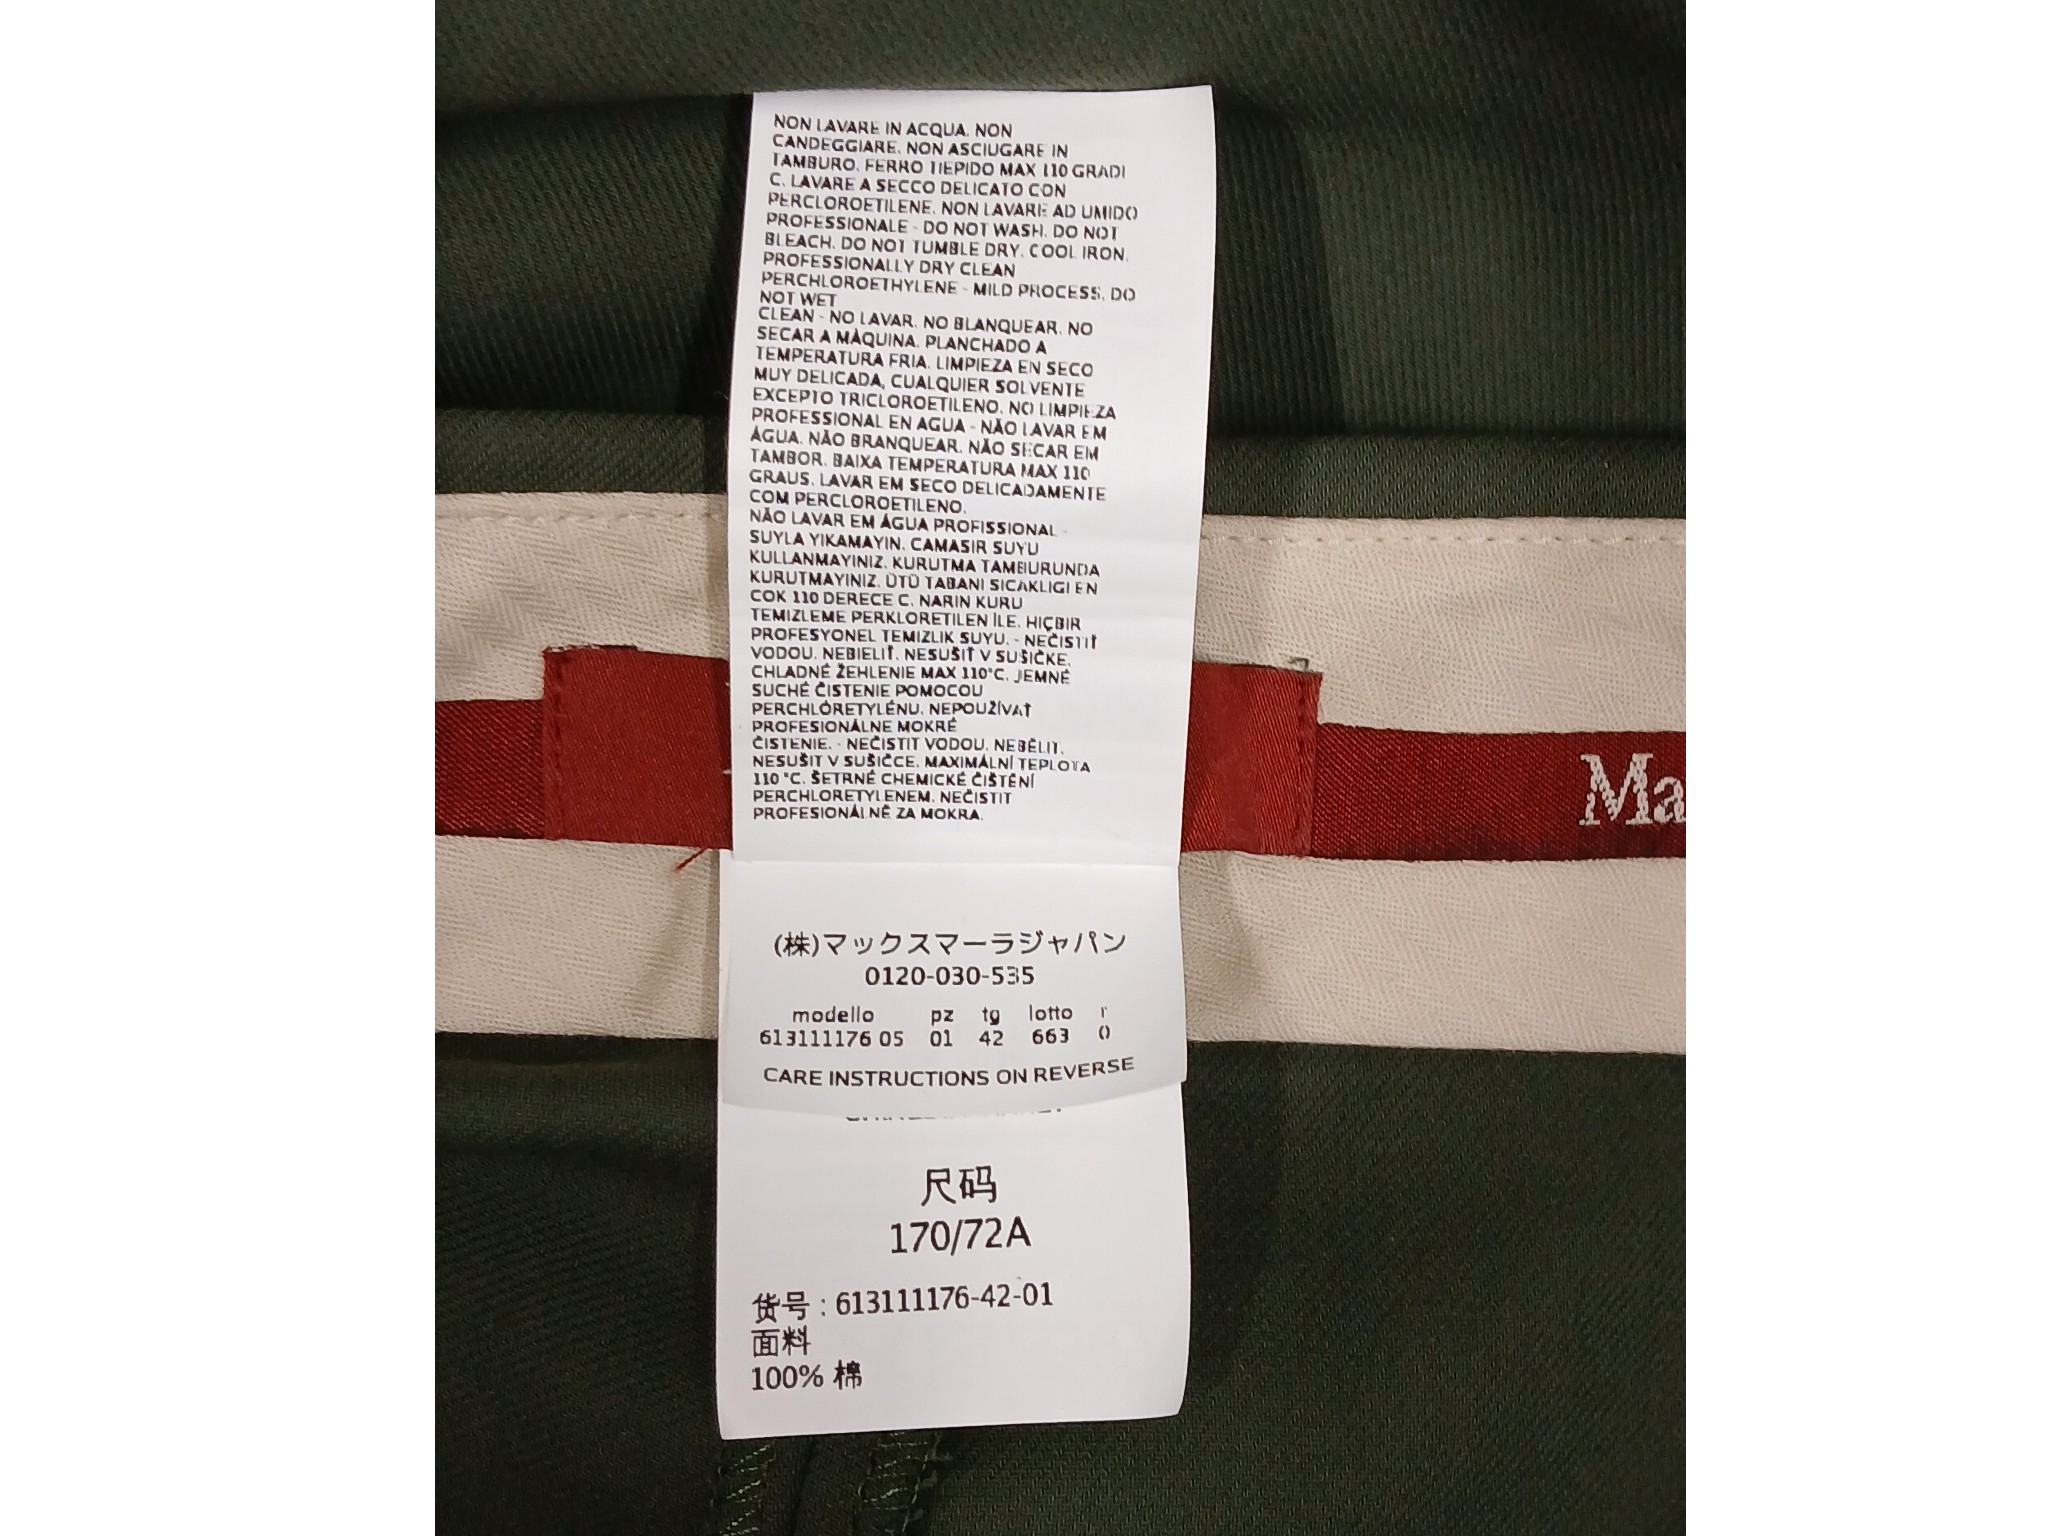 NON LAVARE IN ACQUA. NON
CANDEGGIARE. NON ASCIUGARE IN
TAMBURO. FERRO TIEPIDO MAX 110 GRADI
C. LAVARE A SECCO DELICATO CON
PERCLOROETILENE. NON LAVARE AD UMIDO
PROFESSIONALE - DO NOT WASH. DO NOT
BLEACH. DO NOT TUMBLE DRY. COOL IRON.
PROFESSIONALLY DRY CLEAN
PERCHLOROETHYLENE - MILD PROCESS. DO
NOT WET
CLEAN - NO LAVAR. NO BLANQUEAR. NO
SECAR A MÀQUINA. PLANCHADO A
TEMPERATURA FRIA. LIMPIEZA EN SECO
MUY DELICADA, CUALQUIER SOLVENTE
EXCEPTO TRICLOROETILENO. NO LIMPIEZA
PROFESSIONAL EN AGUA - NÃO LAVAR EM
ÁGUA. NÃO BRANQUEAR. NÃO SECAR EM
TAMBOR. BAIXA TEMPERATURA MAX 110
GRAUS. LAVAR EM SECO DELICADAMENTE
COM PERCLOROETILENO.
NÃO LAVAR EM ÁGUA PROFISSIONAL -
SUYLA YIKAMAYIN. CAMASIR SUYU
KULLANMAYINIZ. KURUTMA TAMBURUNDA
KURUTMAYINIZ. ÜTÜ TABANI SICAKLIGI EN
COK 110 DERECE C. NARIN KURU
TEMIZLEME PERKLORETILEN İLE. HIÇBIR
PROFESYONEL TEMIZLIK SUYU. - NEČISTIŤ
VODOU. NEBIELIŤ. NESUŠIŤ V SUŠIČKE.
CHLADNÉ ŽEHLENIE MAX 110°C. JEMNÉ
SUCHÉ ČISTENIE POMOCOU
PERCHLÓRETYLÉNU. NEPOUŽÍVAŤ
PROFESIONÁLNE MOKRÉ
ČISTENIE. - NEČISTIT VODOU. NEBĚLIT.
NESUŠIT V SUŠIČCE. MAXIMÁLNÍ TEPLOTA
110 °C. ŠETRNÉ CHEMICKÉ ČIŠTĚNÍ
PERCHLORETYLENEM. NEČISTIT
PROFESIONÁLNĚ ZA MOKRA.
Ma
(株)マックスマーラジャパン
0120-030-535
modello pz tg lotto r
613111176 05 01 42 663 0
CARE INSTRUCTIONS ON REVERSE
尺码
170/72A
货号 : 613111176-42-01
面料
100% 棉